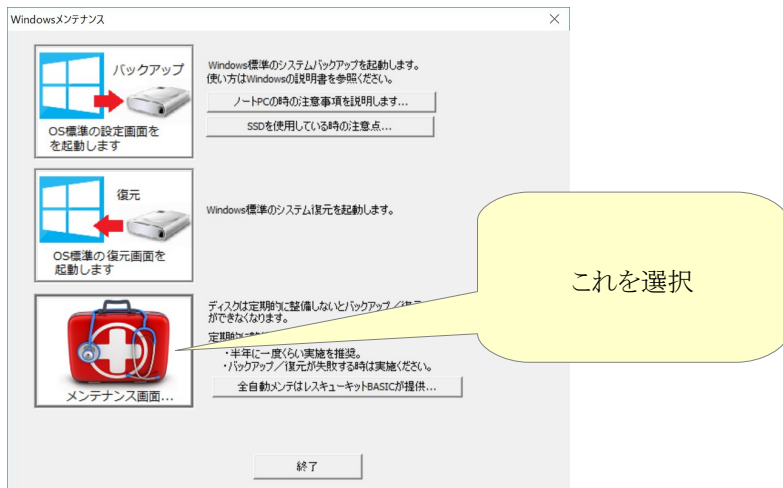 Windowsメンテナンス
バックアップ
OS標準の設定画面を
を起動します
Windows標準のシステムバックアップを起動します。
使い方はWindowsの説明書を参照ください。
ノートPCの時の注意事項を説明します...
SSDを使用している時の注意点...
復元
OS標準の復元画面を
起動します
Windows標準のシステム復元を起動します。
これを選択
メンテナンス画面...
ディスクは定期的に整備しないとバックアップ/復元
ができなくなります。
定期的に
・半年に一度くらい実施を推奨。
・バックアップ/復元が失敗する時は実施ください。
全自動メンテはレスキューキットBASICが提供...
終了